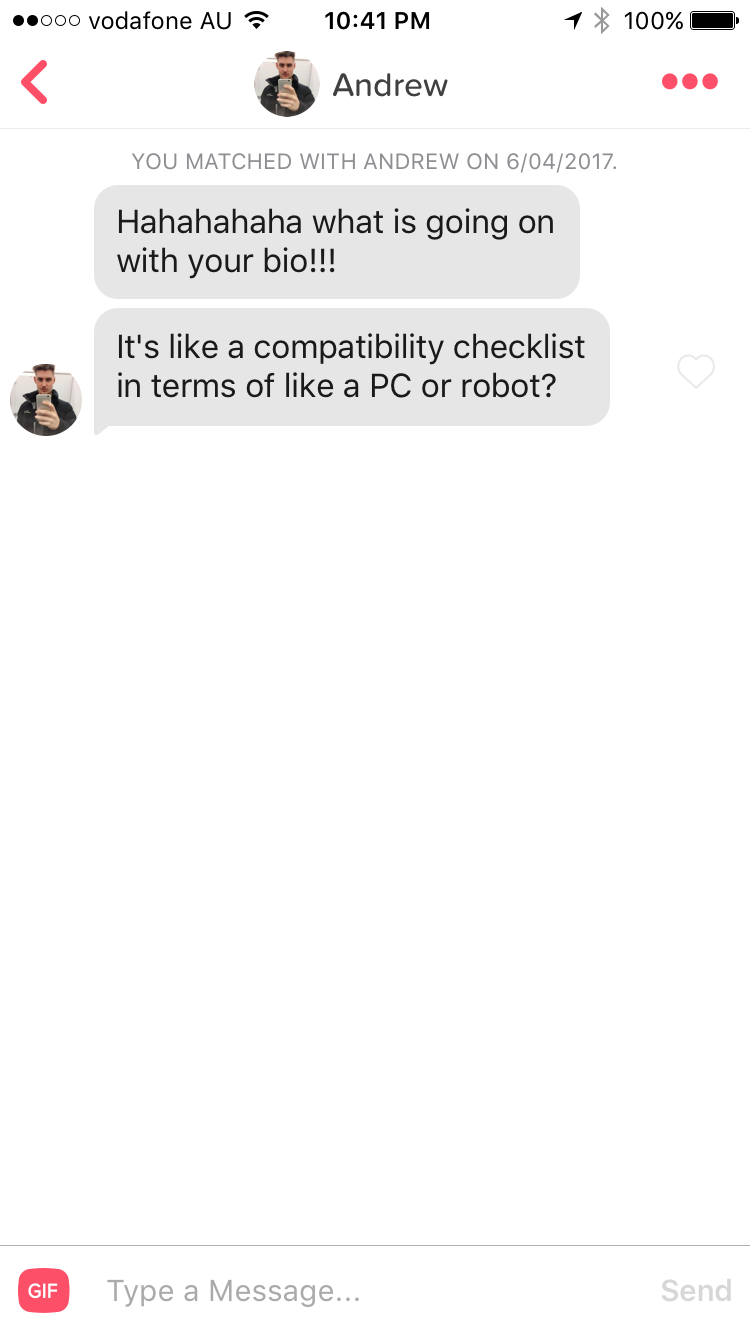 vodafone AU 10:41 PM 100%
Andrew
YOU MATCHED WITH ANDREW ON 6/04/2017.
Hahahahaha what is going on
with your bio!!!
It's like a compatibility checklist
in terms of like a PC or robot?
GIF Type a Message... Send